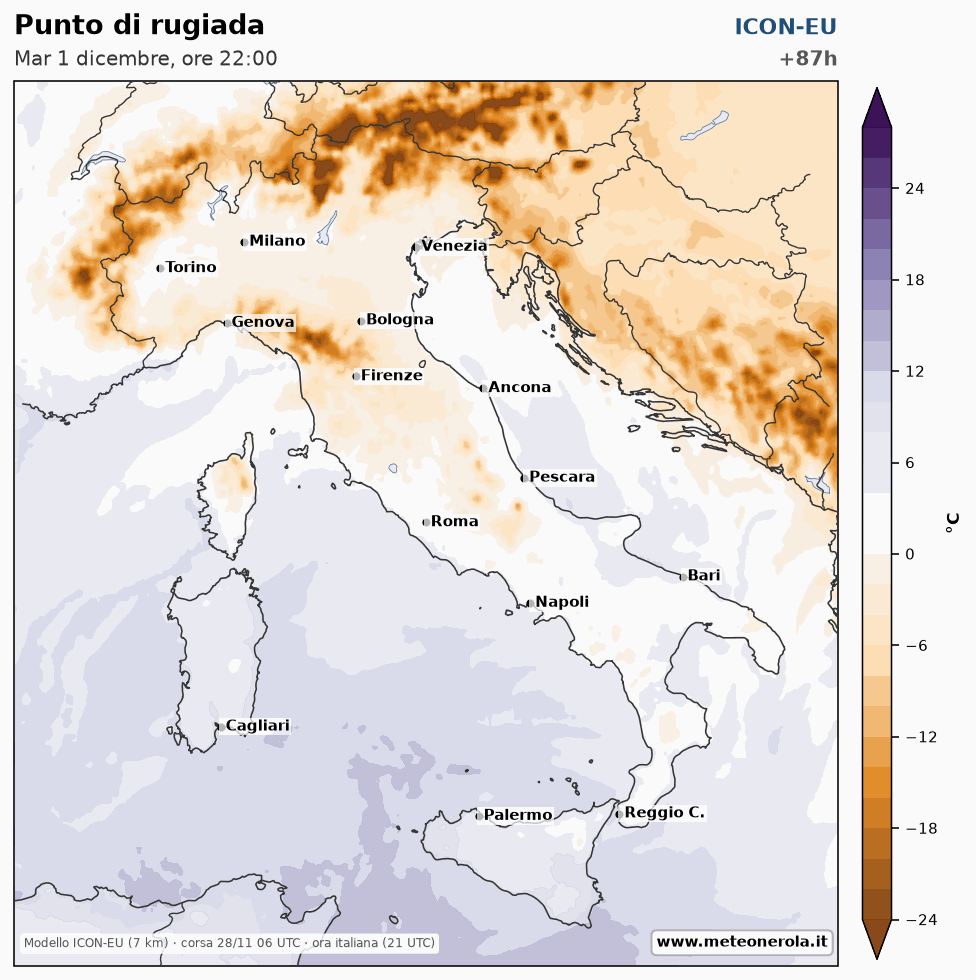 Punto di rugiada
ICON-EU
Mar 1 dicembre, ore 22:00
+87h
Milano
Venezia
Torino
Genova
Bologna
Firenze
Ancona
Pescara
Roma
Bari
Napoli
Cagliari
Palermo
Reggio C.
24
18
12
6
0
−6
−12
−18
−24
°C
Modello ICON-EU (7 km) · corsa 28/11 06 UTC · ora italiana (21 UTC)
www.meteonerola.it